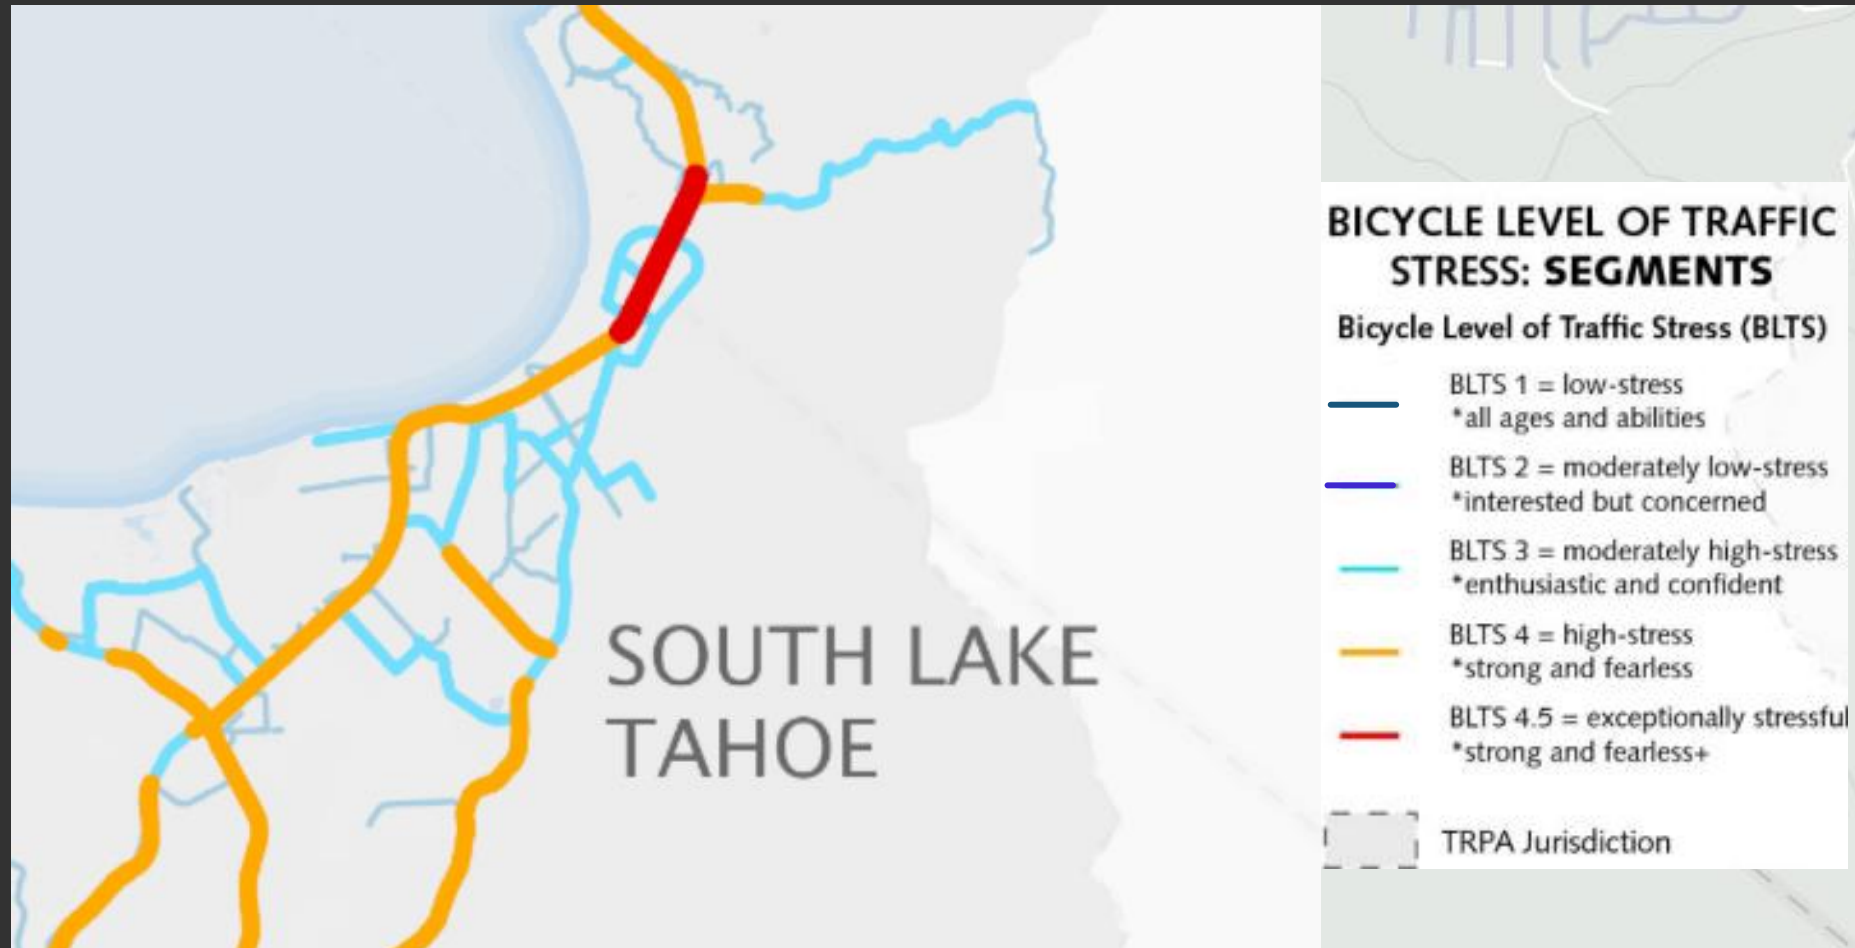 SOUTH LAKE
TAHOE
BICYCLE LEVEL OF TRAFFIC
STRESS: SEGMENTS
Bicycle Level of Traffic Stress (BLTS)
BLTS 1 = low-stress
*all ages and abilities
BLTS 2 = moderately low-stress
*interested but concerned
BLTS 3 = moderately high-stress
*enthusiastic and confident
BLTS 4 = high-stress
*strong and fearless
BLTS 4.5 = exceptionally stressful
*strong and fearless+
TRPA Jurisdiction